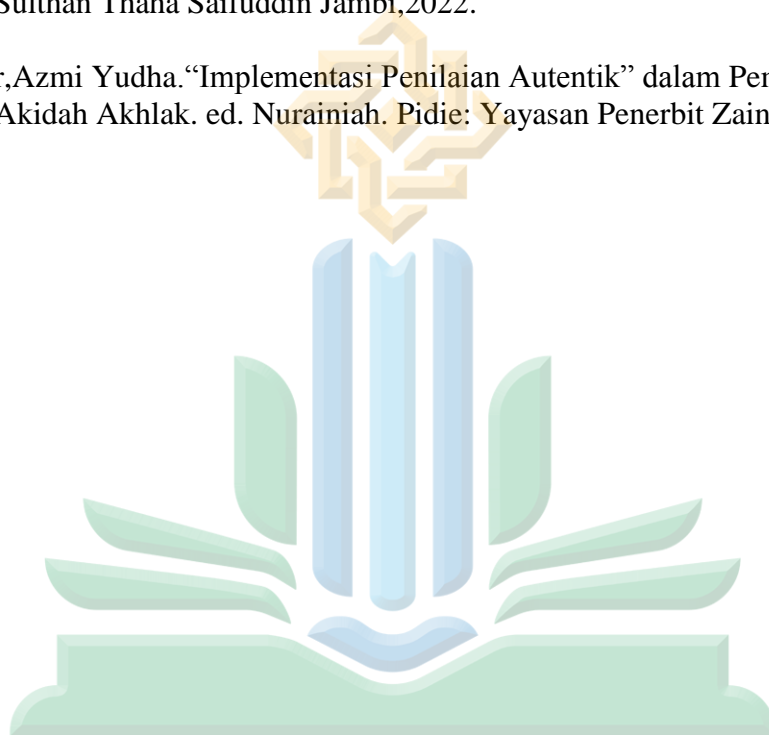 Sulthan Thaha Saifuddin Jambi,2022.
r,Azmi Yudha.“Implementasi Penilaian Autentik” dalam Pen
Akidah Akhlak. ed. Nurainiah. Pidie: Yayasan Penerbit Zain